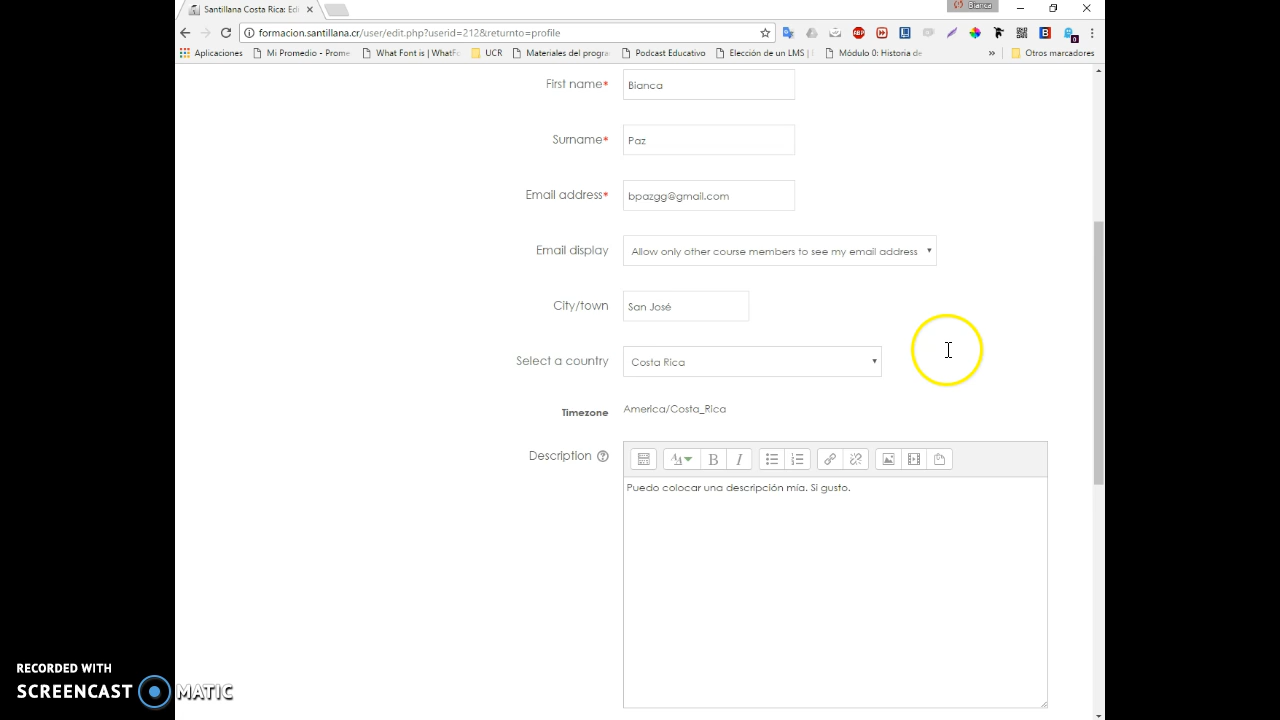 Santillana Costa Rica: Edi
Bianca
formacion.santillana.cr/user/edit.php?userid=212&returnto=profile
Aplicaciones Mi Promedio - Prome What Font is | WhatF UCR Materiales del progra Podcast Educativo Elección de un LMS | Módulo 0: Historia de » Otros marcadores
First name* Bianca
Surname* Paz
Email address* bpazgg@gmail.com
Email display Allow only other course members to see my email address
City/town San José
Select a country Costa Rica
Timezone America/Costa_Rica
Description
Puedo colocar una descripción mía. Si gusto.
RECORDED WITH
SCREENCAST MATIC